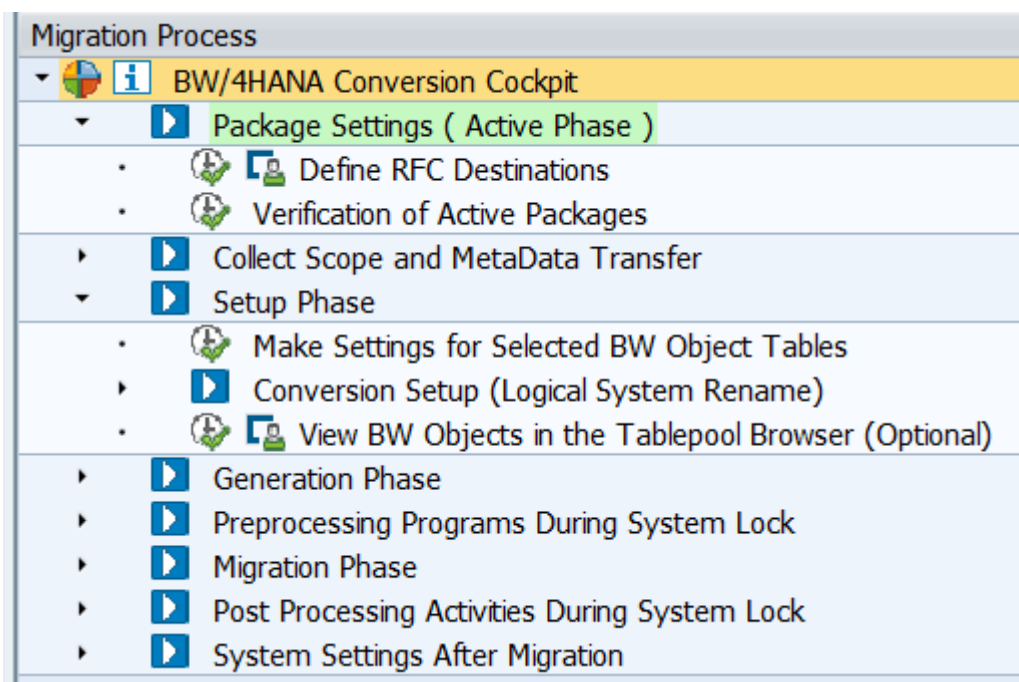 Migration Process
BW/4HANA Conversion Cockpit
Package Settings ( Active Phase )
Define RFC Destinations
Verification of Active Packages
Collect Scope and MetaData Transfer
Setup Phase
Make Settings for Selected BW Object Tables
Conversion Setup (Logical System Rename)
View BW Objects in the Tablepool Browser (Optional)
Generation Phase
Preprocessing Programs During System Lock
Migration Phase
Post Processing Activities During System Lock
System Settings After Migration